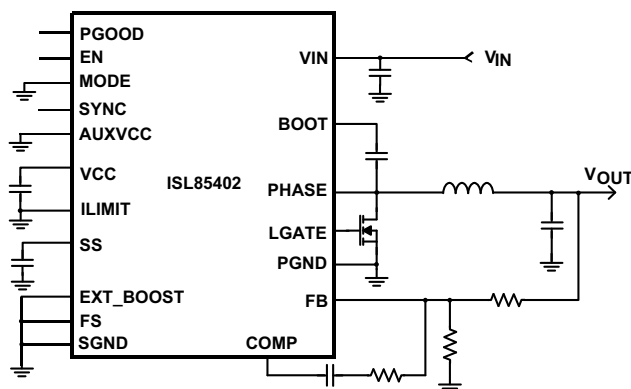 PGOOD
EN
MODE
SYNC
AUXVCC
VCC
ILIMIT
SS
EXT_BOOST
FS
SGND
ISL85402
VIN
BOOT
PHASE
LGATE
PGND
FB
COMP
VIN
VOUT